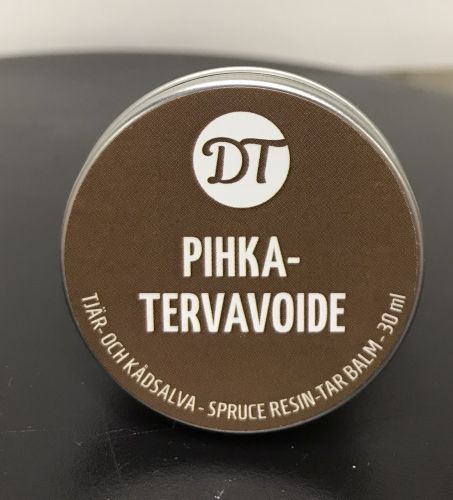 DT
PIHKA-
TERVAVOIDE
TJÄR- OCH KÅDSALVA - SPRUCE RESIN-TAR BALM - 30 ml